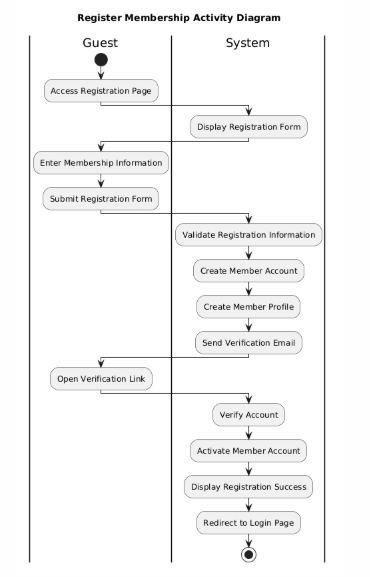 Register Membership Activity Diagram
Guest
System
Access Registration Page
Display Registration Form
Enter Membership Information
Submit Registration Form
Validate Registration Information
Create Member Account
Create Member Profile
Send Verification Email
Open Verification Link
Verify Account
Activate Member Account
Display Registration Success
Redirect to Login Page